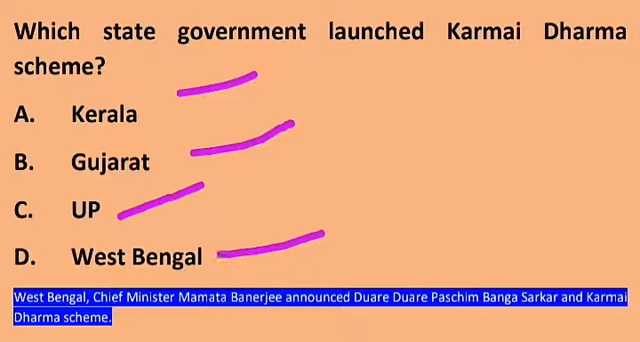 Which state government launched Karmai Dharma
scheme?
A. Kerala
B. Gujarat
C. UP
D. West Bengal
West Bengal, Chief Minister Mamata Banerjee announced Duare Duare Paschim Banga Sarkar and Karmai
Dharma scheme.